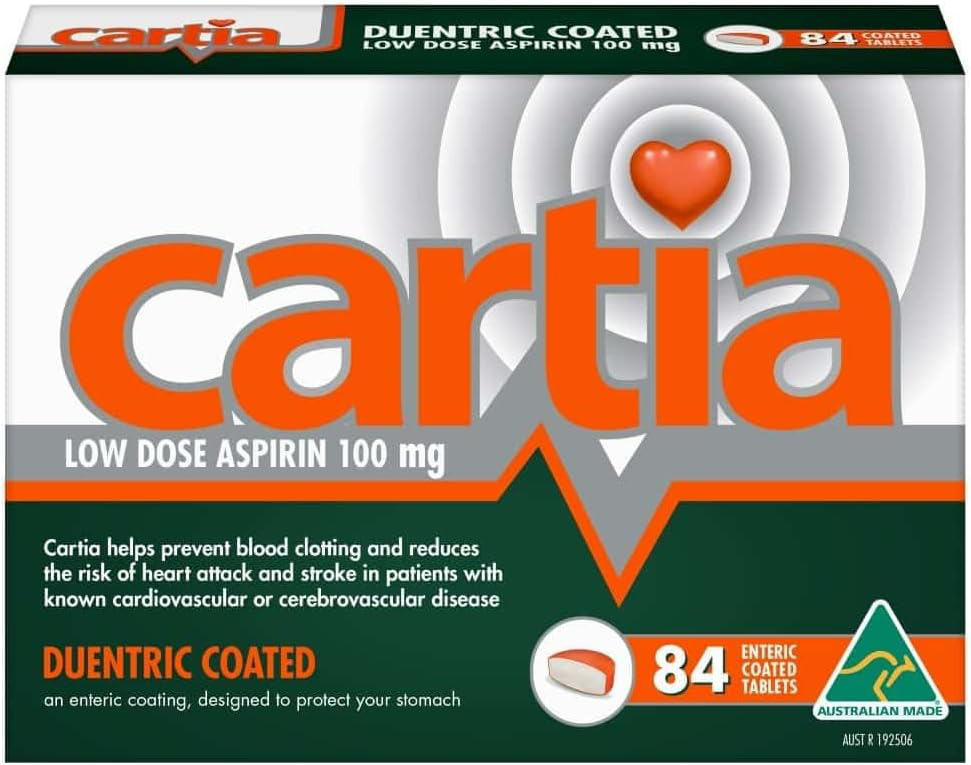 cartia
DUENTRIC COATED
LOW DOSE ASPIRIN 100 mg
84 COATED
TABLETS
cartia
LOW DOSE ASPIRIN 100 mg
Cartia helps prevent blood clotting and reduces
the risk of heart attack and stroke in patients with
known cardiovascular or cerebrovascular disease
DUENTRIC COATED
an enteric coating, designed to protect your stomach
84
ENTERIC
COATED
TABLETS
AUSTRALIAN MADE
AUST R 192506